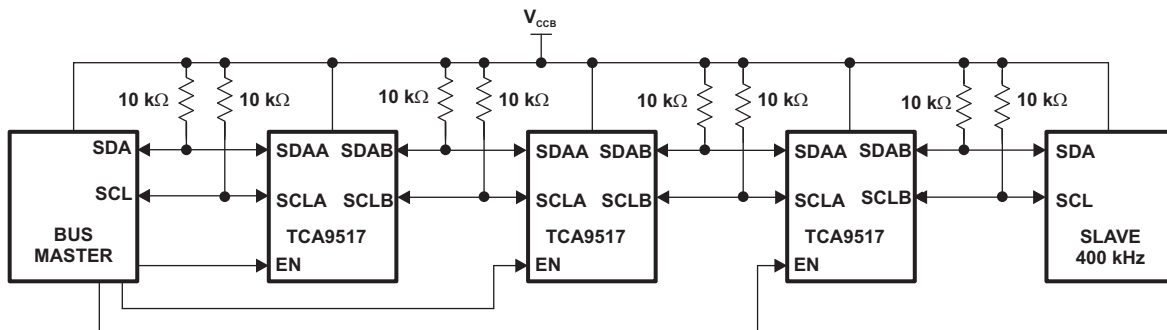 V_CCB
10 kΩ 10 kΩ 10 kΩ 10 kΩ 10 kΩ 10 kΩ 10 kΩ 10 kΩ
SDA SDAA SDAB SDAA SDAB SDAA SDAB SDA
SCL SCLA SCLB SCLA SCLB SCLA SCLB SCL
BUS MASTER
TCA9517 TCA9517 TCA9517
SLAVE
400 kHz
EN EN EN